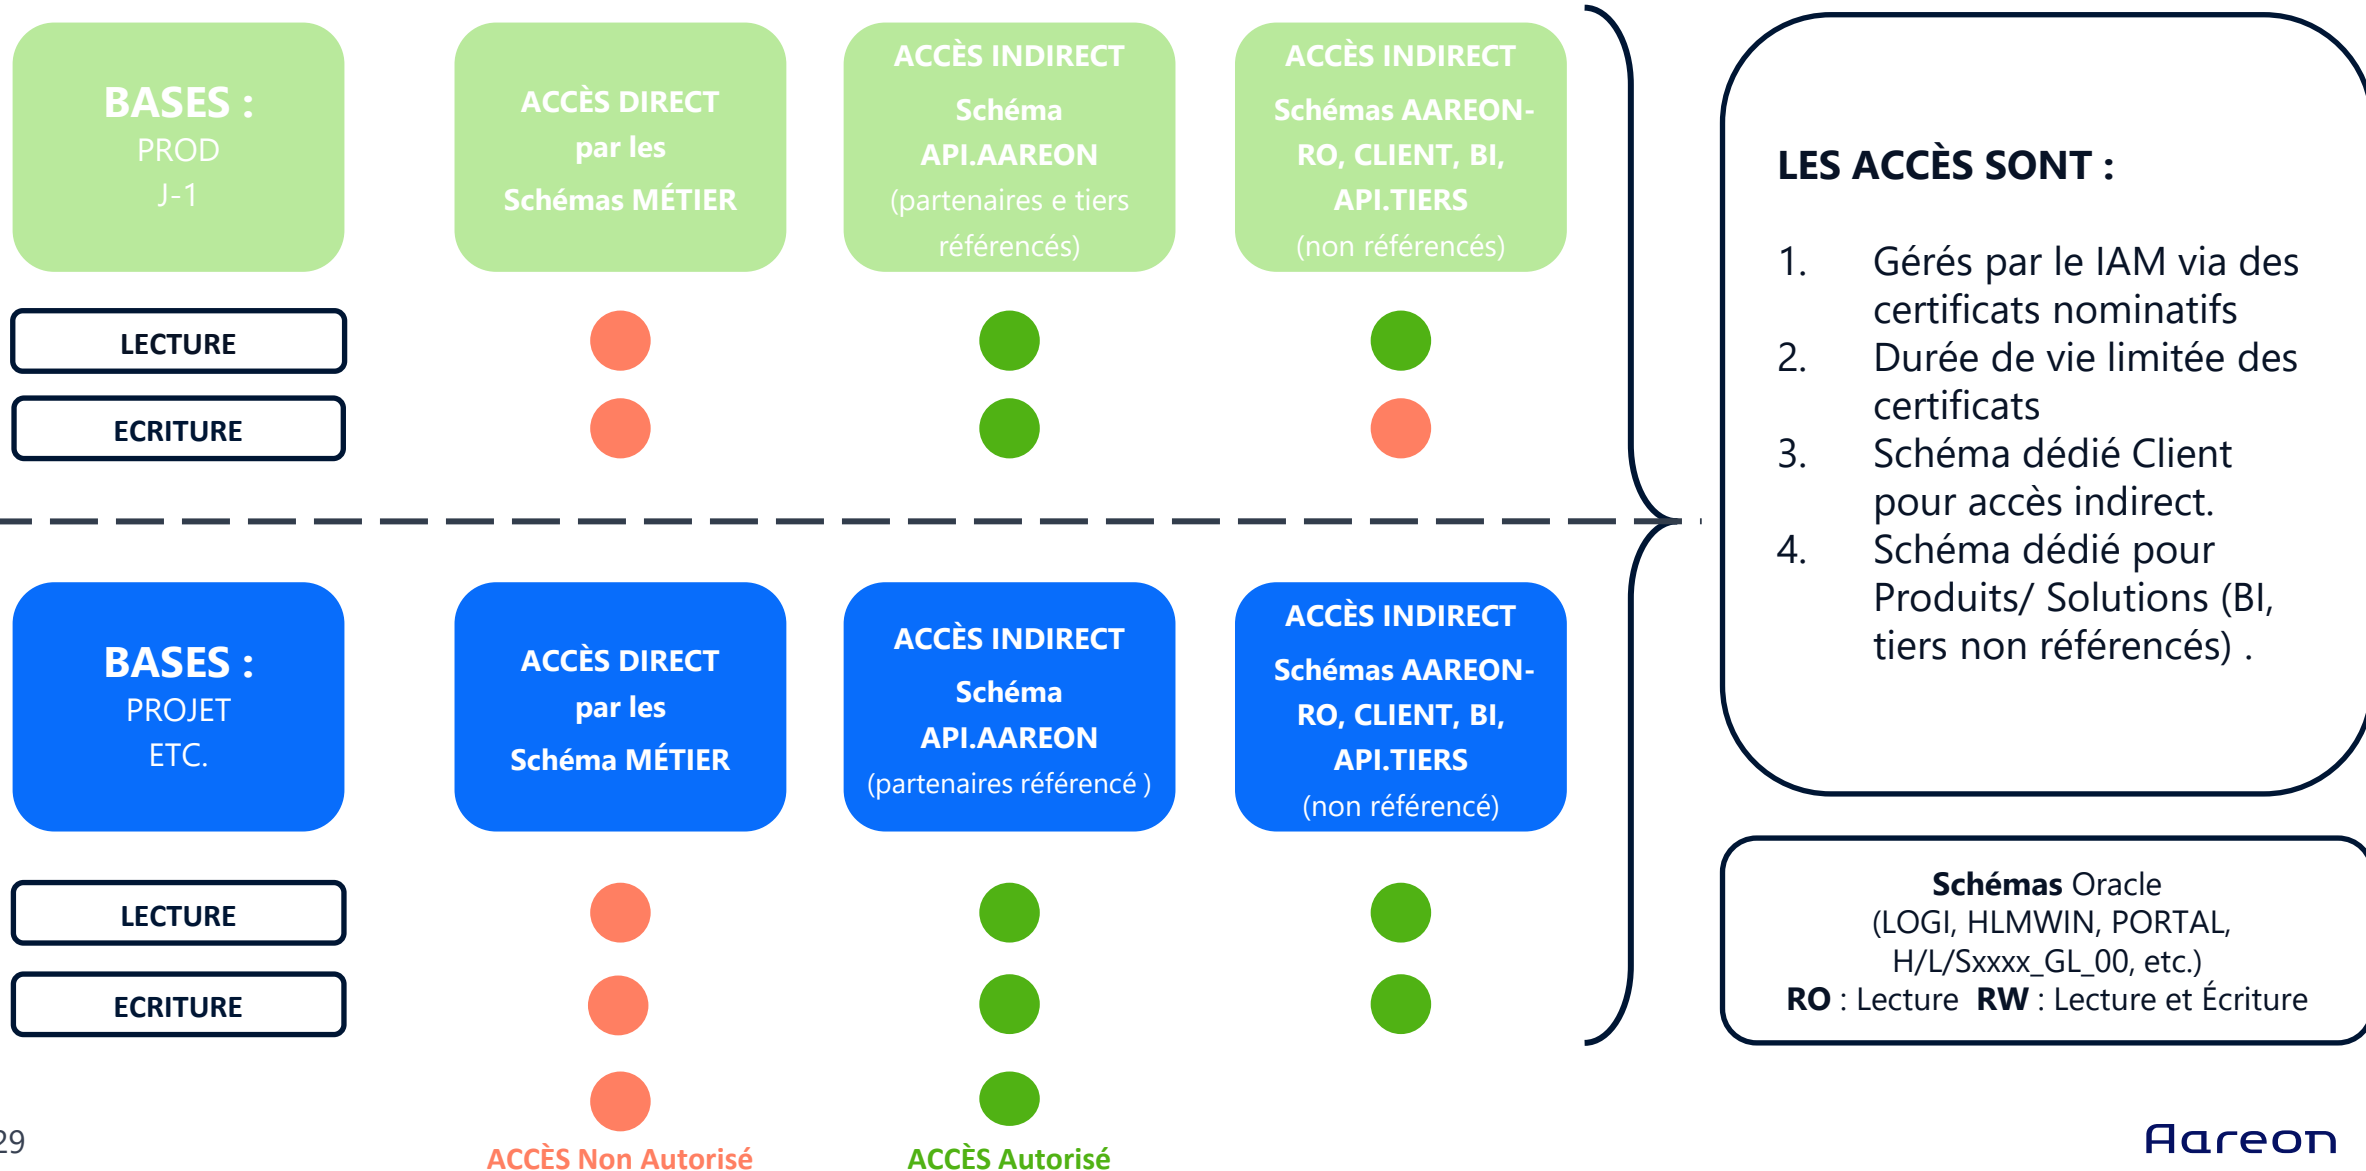 BASES :
PROD
J-1
ACCÈS DIRECT
par les
Schémas MÉTIER
ACCÈS INDIRECT
Schéma
API.AAREON
(partenaires e tiers
référencés)
ACCÈS INDIRECT
Schémas AAREON-
RO, CLIENT, BI,
API.TIERS
(non référencés)
LECTURE
ECRITURE
BASES :
PROJET
ETC.
ACCÈS DIRECT
par les
Schéma MÉTIER
ACCÈS INDIRECT
Schéma
API.AAREON
(partenaires référencé )
ACCÈS INDIRECT
Schémas AAREON-
RO, CLIENT, BI,
API.TIERS
(non référencé)
LECTURE
ECRITURE
ACCÈS Non Autorisé
ACCÈS Autorisé
LES ACCÈS SONT :
1. Gérés par le IAM via des
certificats nominatifs
2. Durée de vie limitée des
certificats
3. Schéma dédié Client
pour accès indirect.
4. Schéma dédié pour
Produits/ Solutions (BI,
tiers non référencés) .
Schémas Oracle
(LOGI, HLMWIN, PORTAL,
H/L/Sxxxx_GL_00, etc.)
RO : Lecture RW : Lecture et Écriture
29
Aareon